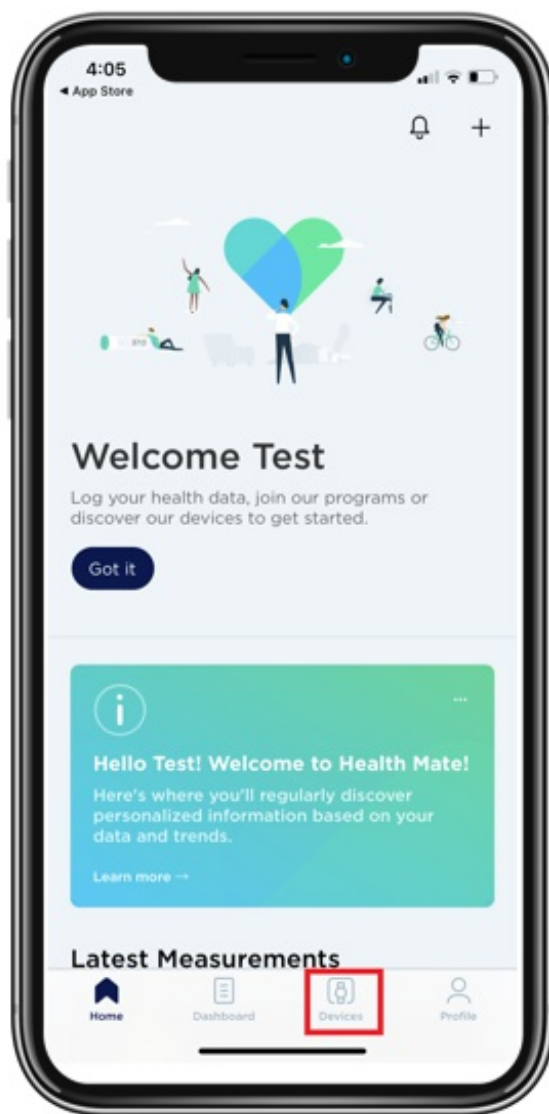 4:05
◀ App Store
Welcome Test
Log your health data, join our programs or
discover our devices to get started.
Got it
Hello Test! Welcome to Health Mate!
Here's where you'll regularly discover
personalized information based on your
data and trends.
Learn more →
Latest Measurements
Home
Dashboard
Devices
Profile